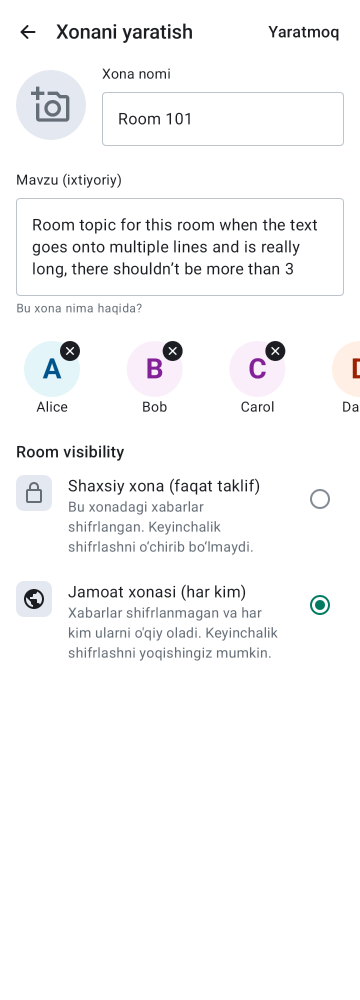 Xonani yaratish
Yaratmoq
Xona nomi
Room 101
Mavzu (ixtiyoriy)
Room topic for this room when the text
goes onto multiple lines and is really
long, there shouldn’t be more than 3
Bu xona nima haqida?
A
B
C
D
Alice
Bob
Carol
Da
Room visibility
Shaxsiy xona (faqat taklif)
Bu xonadagi xabarlar
shifrlangan. Keyinchalik
shifrlashni o‘chirib bo‘lmaydi.
Jamoat xonasi (har kim)
Xabarlar shifrlanmagan va har
kim ularni o'qiy oladi. Keyinchalik
shifrlashni yoqishingiz mumkin.